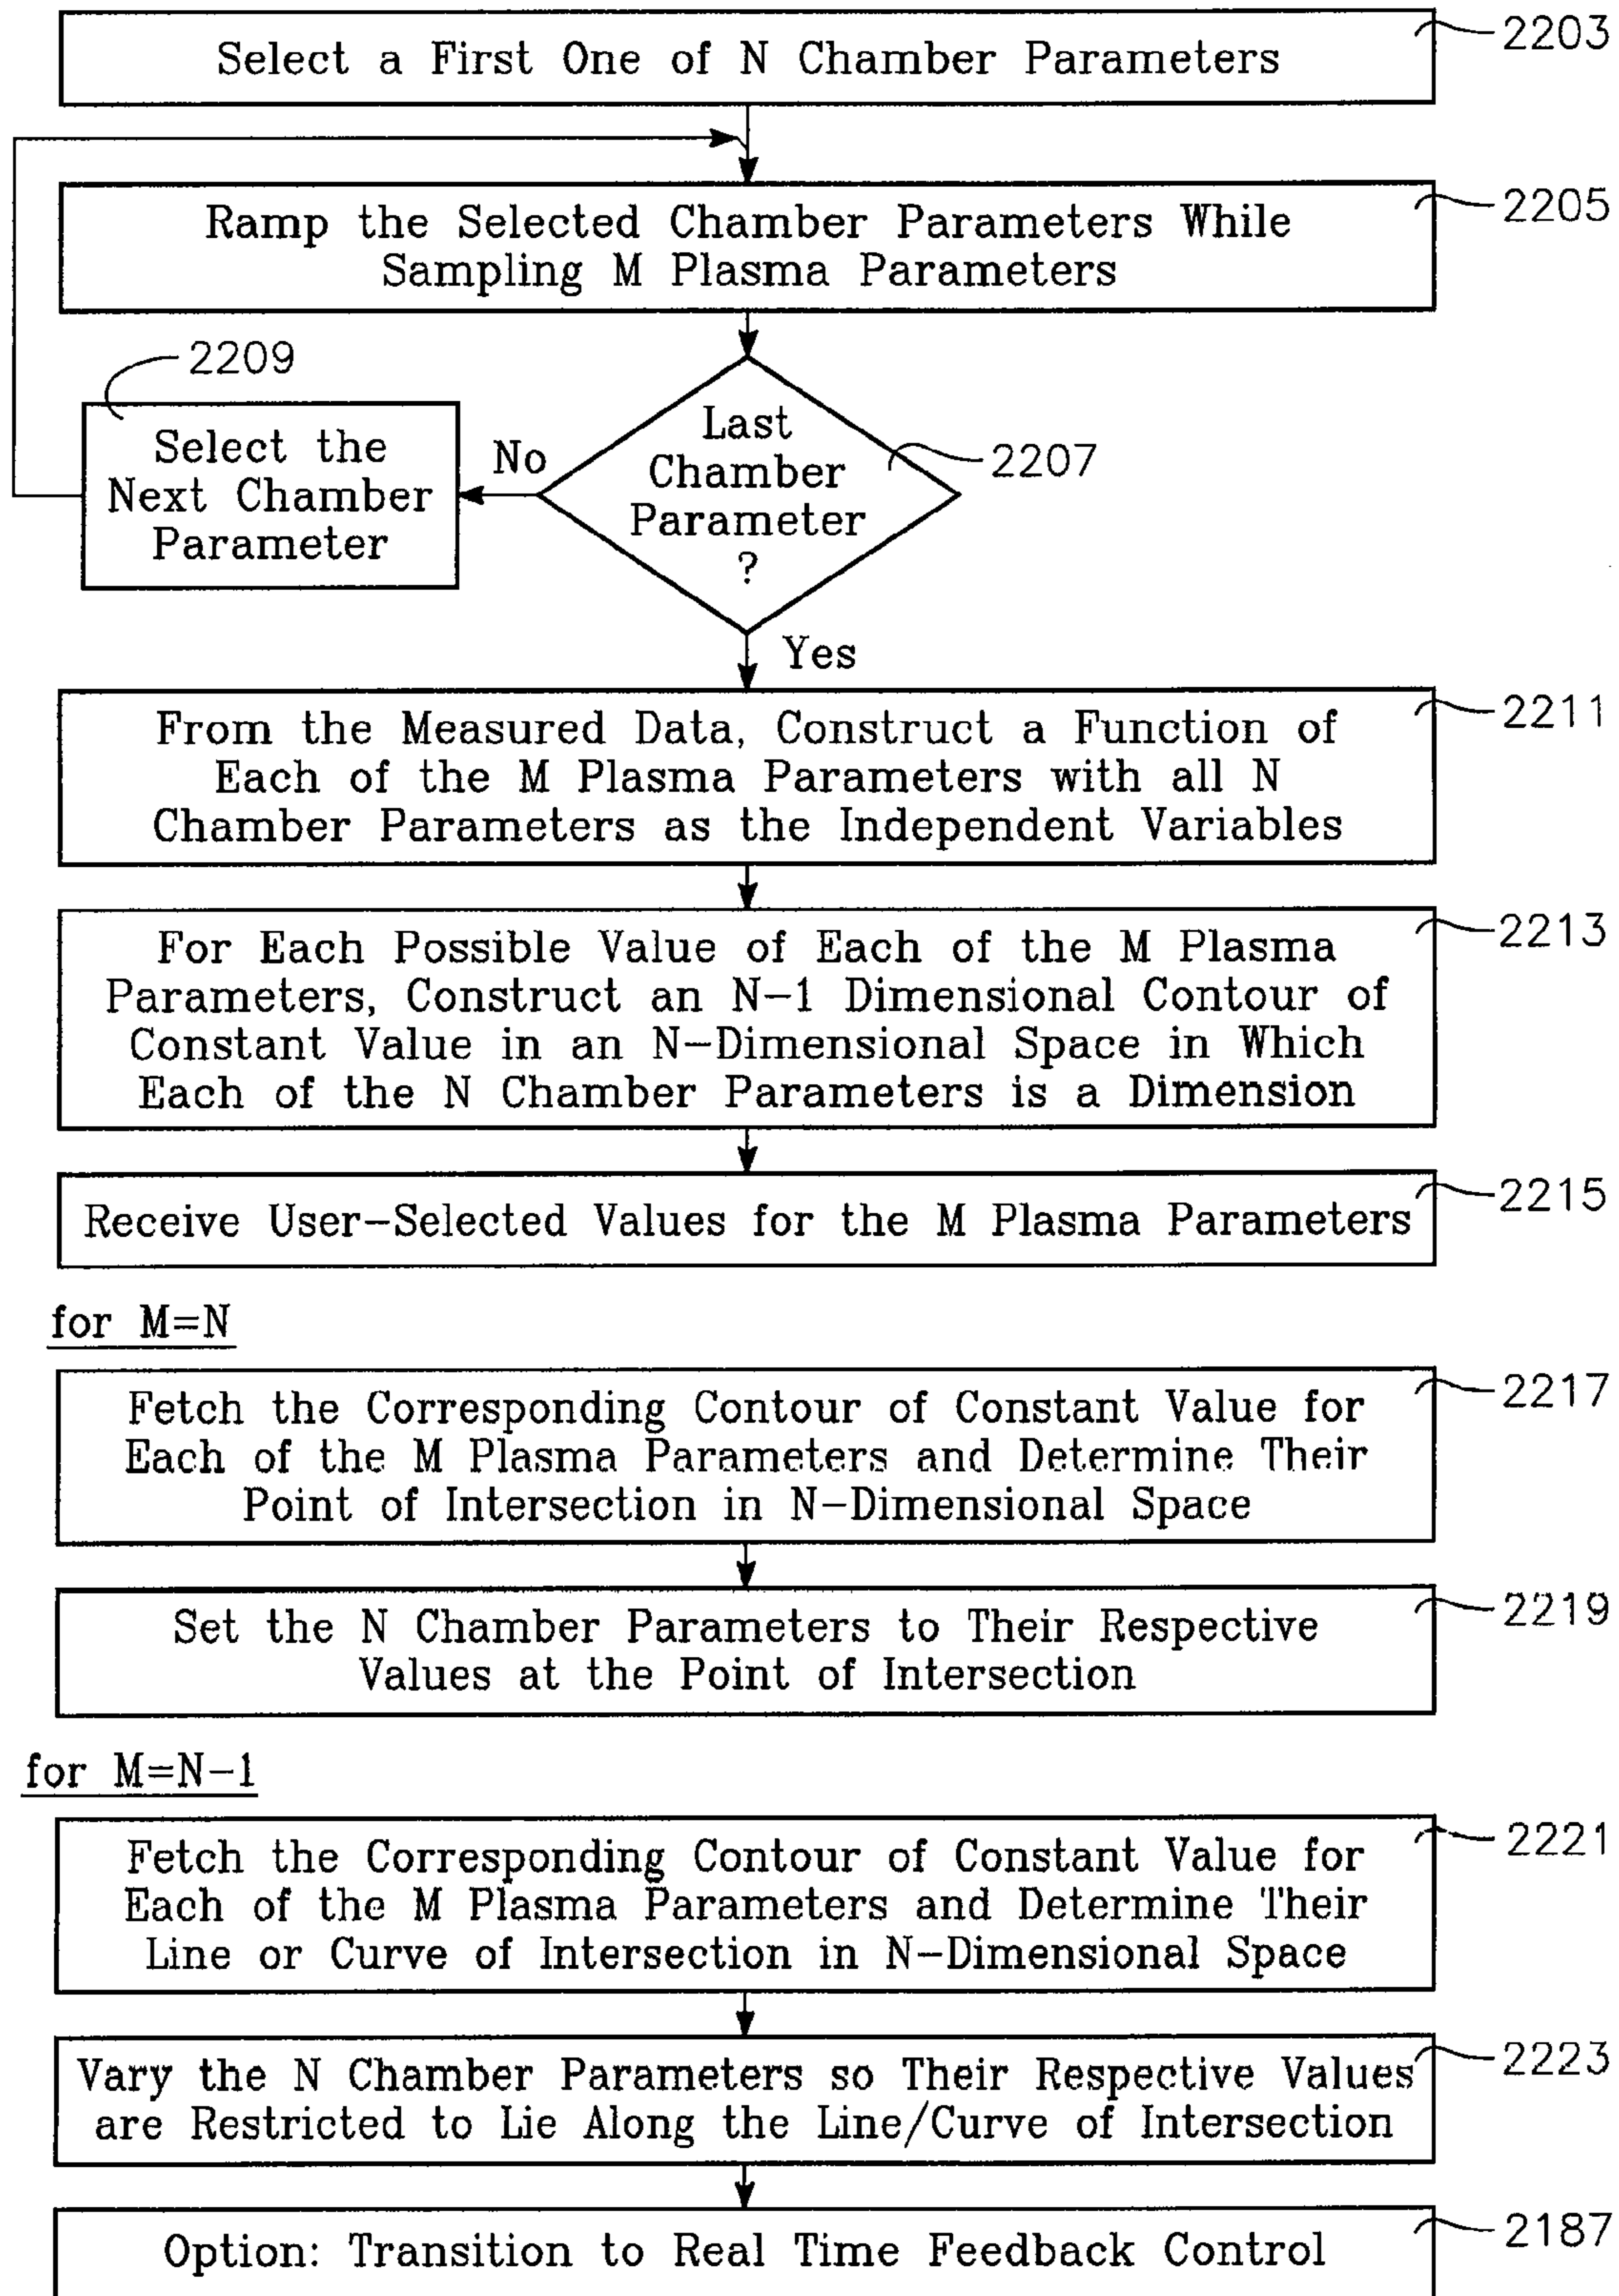 Select a First One of N Chamber Parameters
2203
Ramp the Selected Chamber Parameters While
Sampling M Plasma Parameters
2205
2209
Select the
Next Chamber
Parameter
No
Last
Chamber
Parameter
?
2207
Yes
From the Measured Data, Construct a Function of
Each of the M Plasma Parameters with all N
Chamber Parameters as the Independent Variables
2211
For Each Possible Value of Each of the M Plasma
Parameters, Construct an N-1 Dimensional Contour of
Constant Value in an N-Dimensional Space in Which
Each of the N Chamber Parameters is a Dimension
2213
Receive User-Selected Values for the M Plasma Parameters
2215
for M=N
Fetch the Corresponding Contour of Constant Value for
Each of the M Plasma Parameters and Determine Their
Point of Intersection in N-Dimensional Space
2217
Set the N Chamber Parameters to Their Respective
Values at the Point of Intersection
2219
for M=N-1
Fetch the Corresponding Contour of Constant Value for
Each of the M Plasma Parameters and Determine Their
Line or Curve of Intersection in N-Dimensional Space
2221
Vary the N Chamber Parameters so Their Respective Values
are Restricted to Lie Along the Line/Curve of Intersection
2223
Option: Transition to Real Time Feedback Control
2187